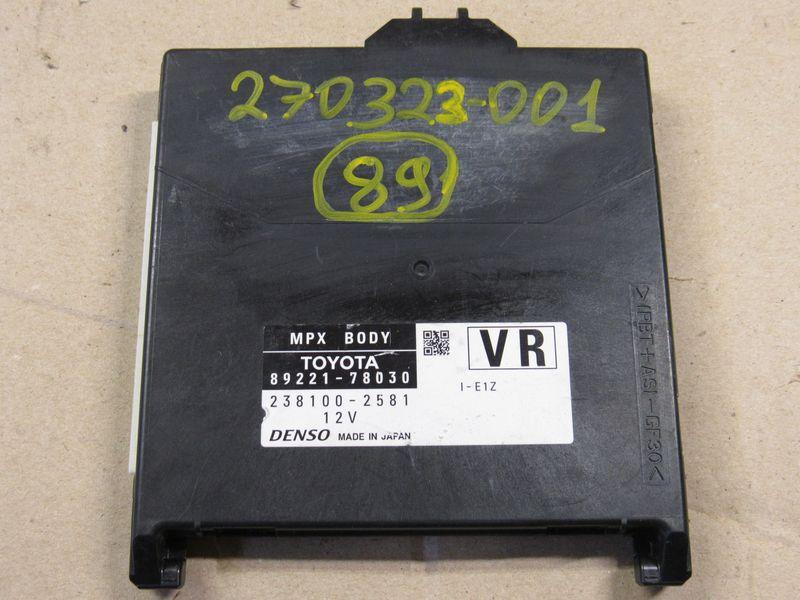 270323-001
89
MPX BODY
TOYOTA
89221-78030
238100-2581
12V
DENSO MADE IN JAPAN
VR
I-E1Z
>(PBT+AS)-GF30<